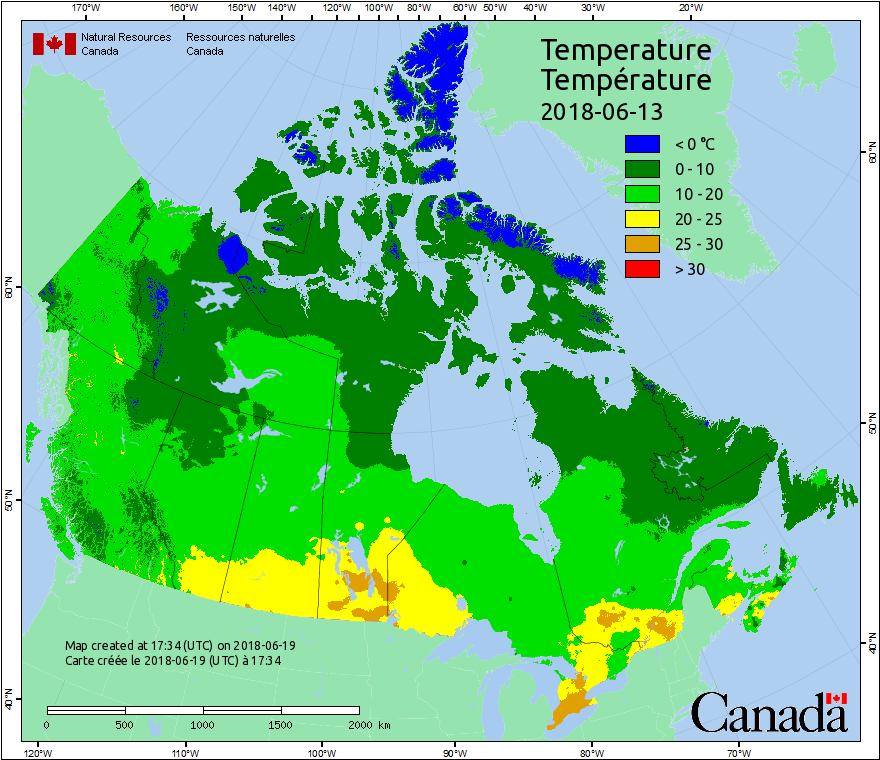 170°W 160°W 150°W 140°W 130°W 120°W 110°W 100°W 90°W 80°W 60°W 50°W 40°W 30°W 20°W
Natural Resources Ressources naturelles
Canada Canada
Temperature
Température
2018-06-13
< 0 °C
0 - 10
10 - 20
20 - 25
25 - 30
> 30
60°N
60°N
50°N
50°N
40°N
40°N
Map created at 17:34 (UTC) on 2018-06-19
Carte créée le 2018-06-19 (UTC) à 17:34
0 500 1000 1500 2000 km
Canada
120°W 110°W 100°W 90°W 80°W 70°W